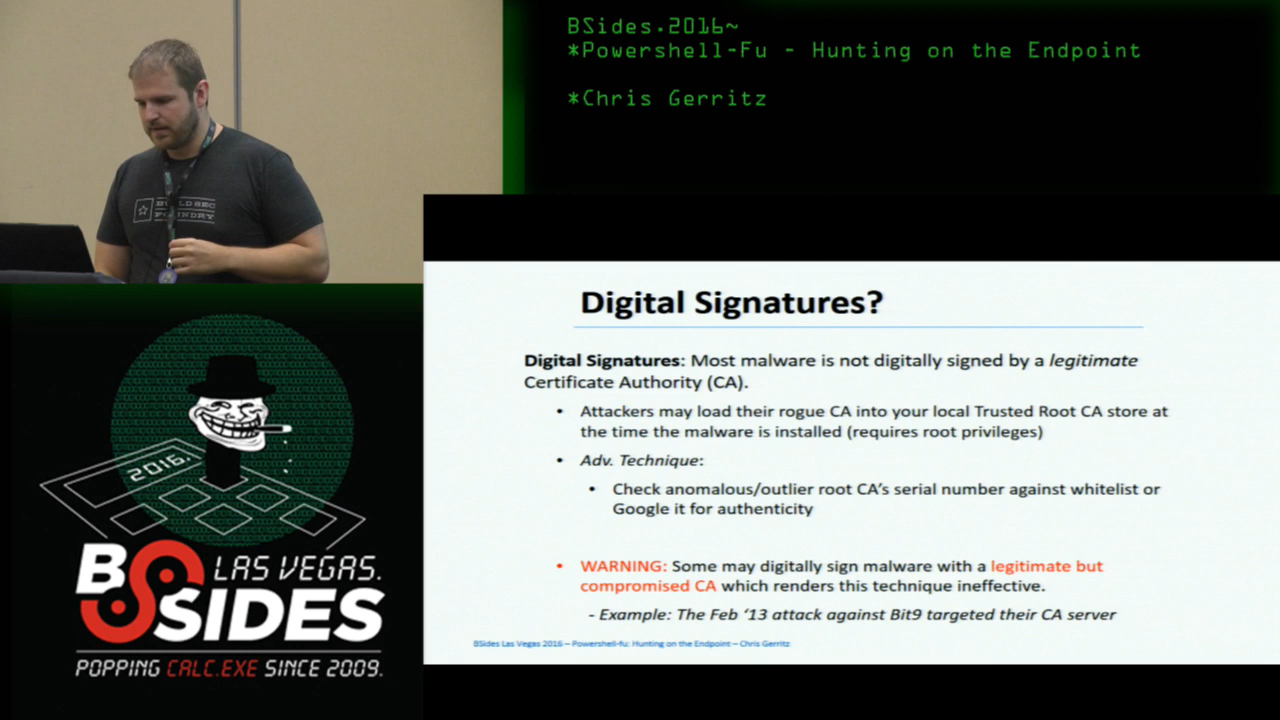 BSides.2016~
*Powershell-Fu - Hunting on the Endpoint
*Chris Gerritz
BUILD SEC
FOUNDRY
Digital Signatures?
Digital Signatures: Most malware is not digitally signed by a legitimate
Certificate Authority (CA).
• Attackers may load their rogue CA into your local Trusted Root CA store at
the time the malware is installed (requires root privileges)
• Adv. Technique:
• Check anomalous/outlier root CA's serial number against whitelist or
Google it for authenticity
• WARNING: Some may digitally sign malware with a legitimate but
compromised CA which renders this technique ineffective.
- Example: The Feb '13 attack against Bit9 targeted their CA server
BSides Las Vegas 2016 – Powershell-fu: Hunting on the Endpoint – Chris Gerritz
2016.
BSIDES
LAS VEGAS.
POPPING CALC.EXE SINCE 2009.